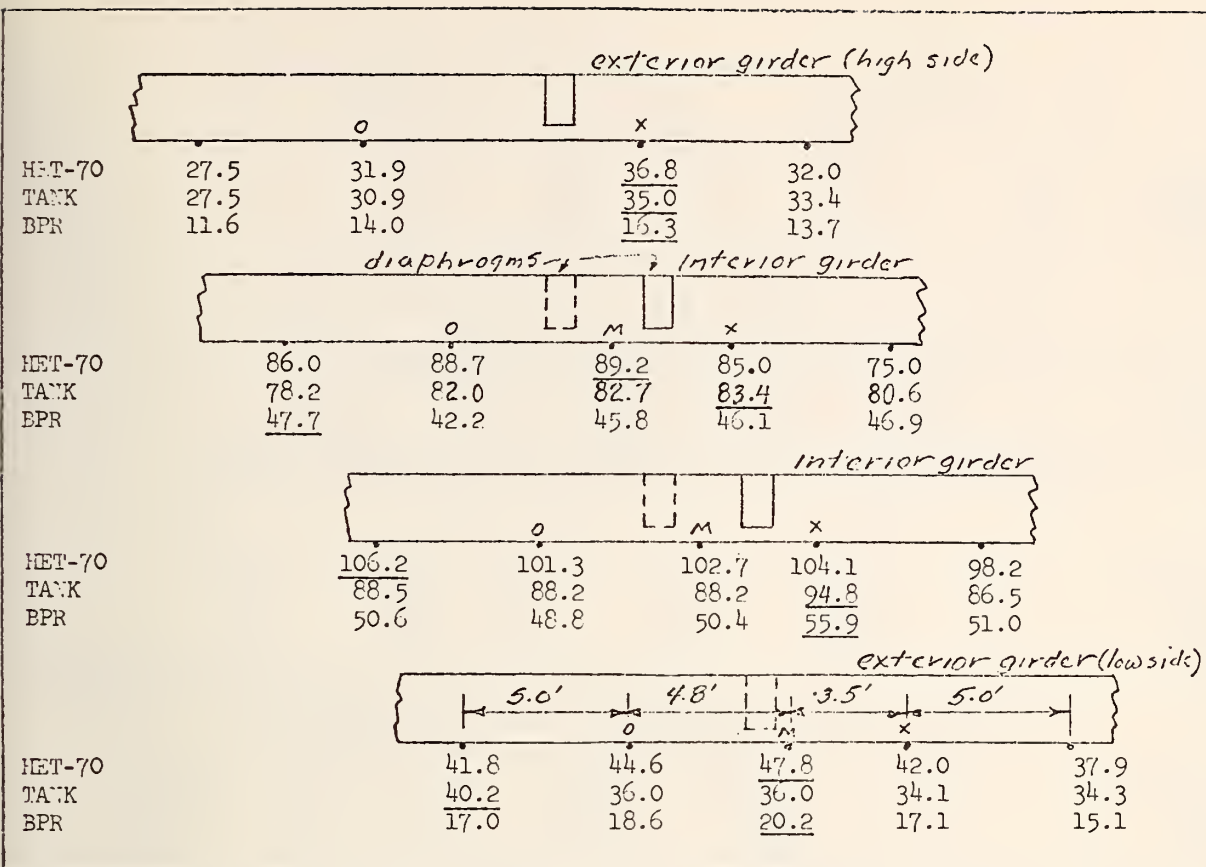 exterior girder (high side)
O X
HET-70 27.5 31.9 36.8 32.0
TANK 27.5 30.9 35.0 33.4
BPR 11.6 14.0 16.3 13.7
diaphragms Interior girder
O M X
HET-70 86.0 88.7 89.2 85.0 75.0
TANK 78.2 82.0 82.7 83.4 80.6
BPR 47.7 42.2 45.8 46.1 46.9
Interior girder
O M X
HET-70 106.2 101.3 102.7 104.1 98.2
TANK 88.5 88.2 88.2 94.8 86.5
BPR 50.6 48.8 50.4 55.9 51.0
exterior girder (low side)
5.0' 4.8' 3.5' 5.0'
O M X
HET-70 41.8 44.6 47.8 42.0 37.9
TANK 40.2 36.0 36.0 34.1 34.3
BPR 17.0 18.6 20.2 17.1 15.1